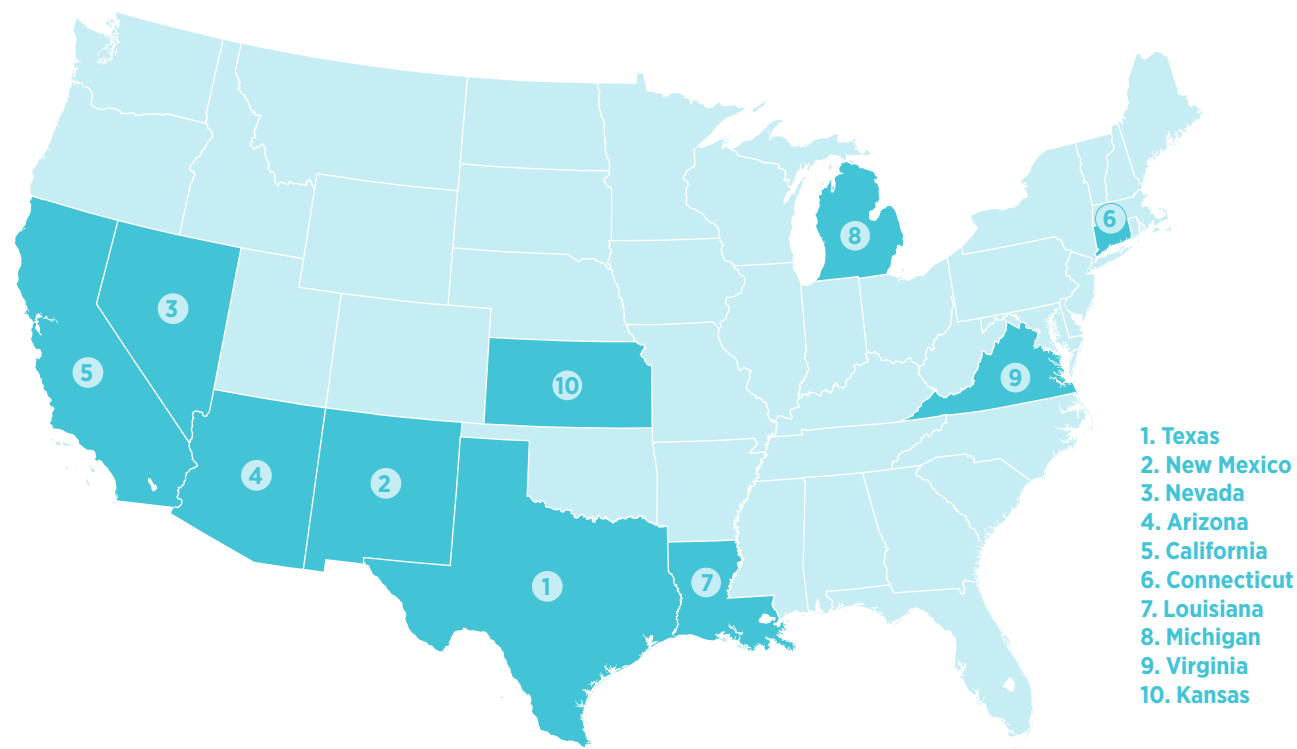 6
8
3
5
10
9
4
2
7
1
1. Texas
2. New Mexico
3. Nevada
4. Arizona
5. California
6. Connecticut
7. Louisiana
8. Michigan
9. Virginia
10. Kansas